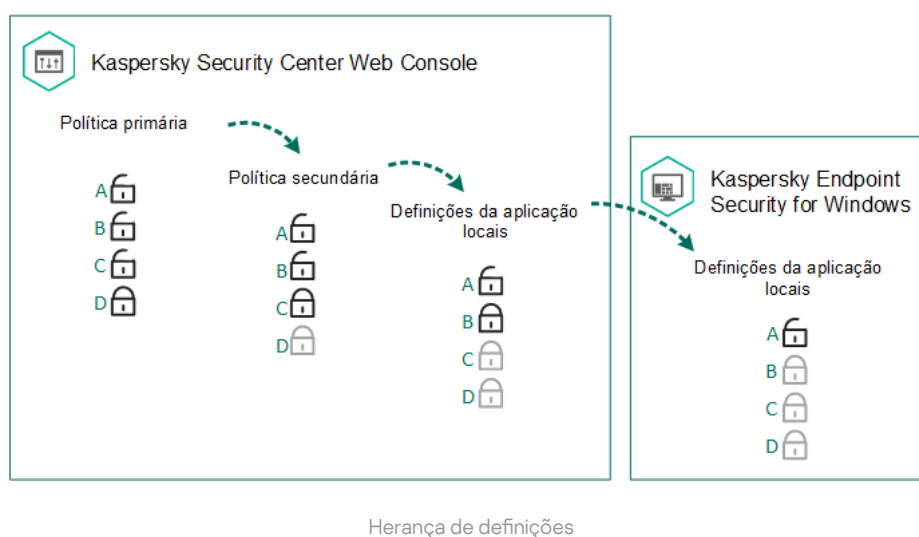 Kaspersky Security Center Web Console
Política primária
A
B
C
D
Política secundária
A
B
C
D
Definições da aplicação
locais
A
B
C
D
Kaspersky Endpoint
Security for Windows
Definições da aplicação
locais
A
B
C
D
Herança de definições